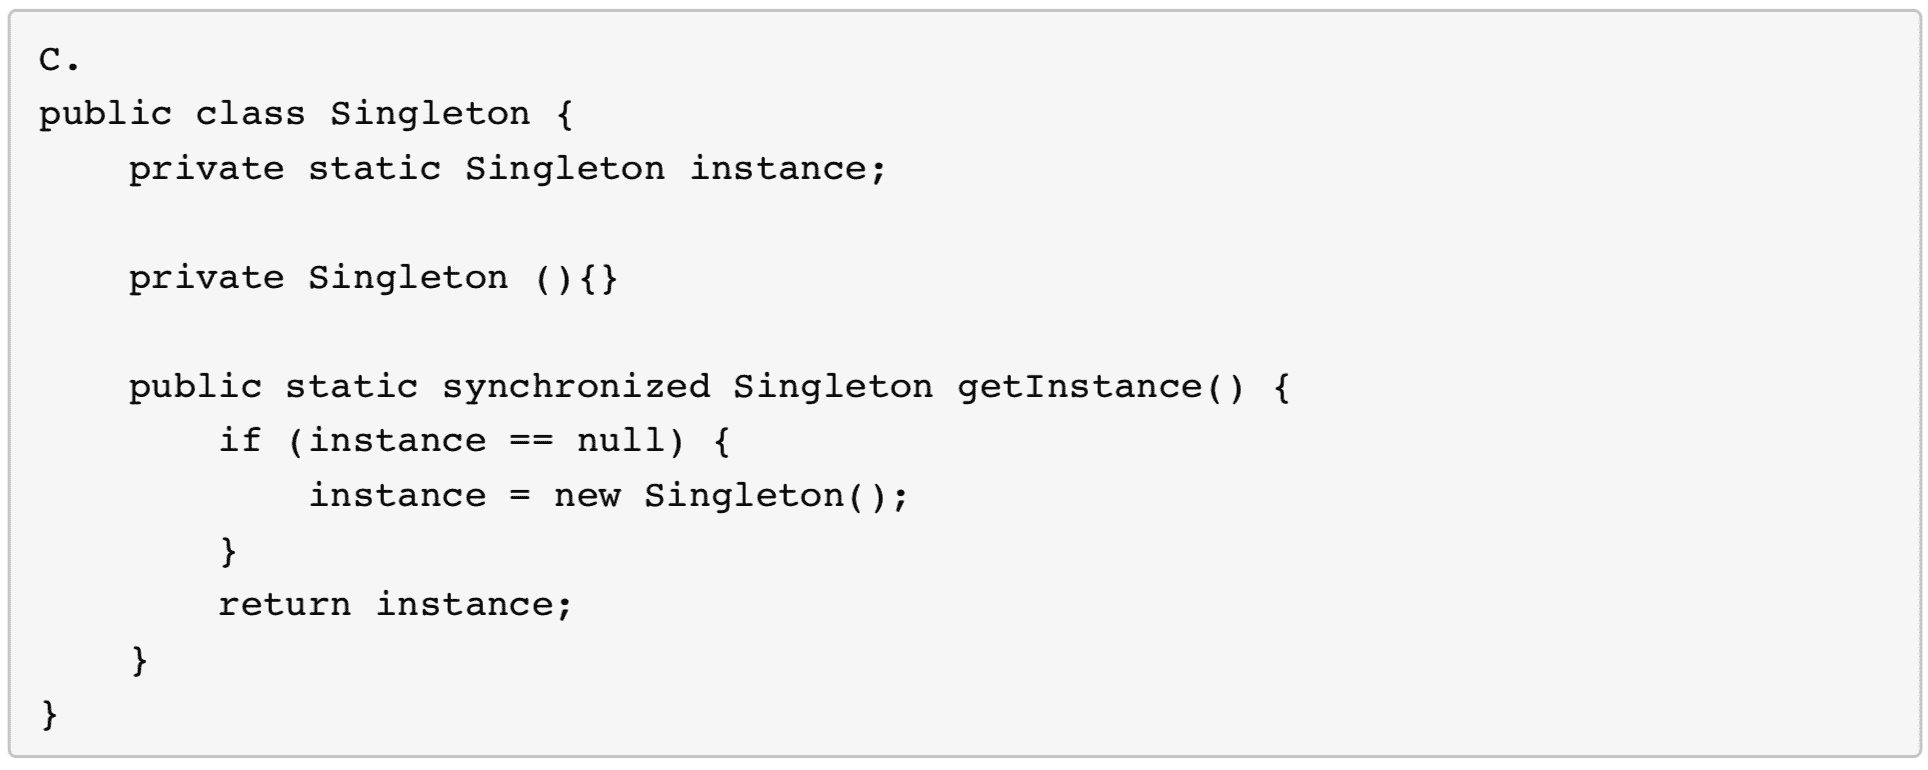 C.
public class Singleton {
    private static Singleton instance;
    private Singleton (){}
    public static synchronized Singleton getInstance() {
        if (instance == null) {
            instance = new Singleton();
        }
        return instance;
    }
}